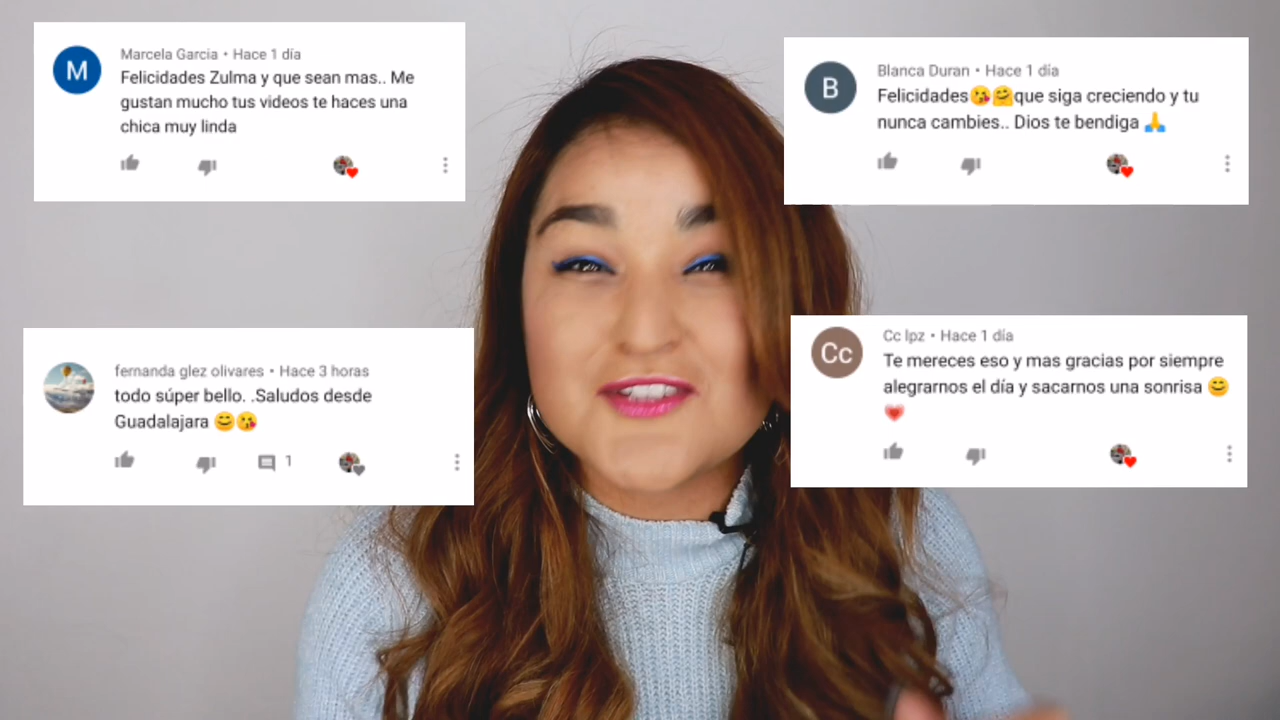 Marcela Garcia • Hace 1 día
Felicidades Zulma y que sean mas.. Me
gustan mucho tus videos te haces una
chica muy linda
M
Blanca Duran • Hace 1 día
Felicidades😘🤗que siga creciendo y tu
nunca cambies.. Dios te bendiga 🙏
B
fernanda glez olivares • Hace 3 horas
todo súper bello. .Saludos desde
Guadalajara 😊😘
1
Cc lpz • Hace 1 día
Te mereces eso y mas gracias por siempre
alegrarnos el día y sacarnos una sonrisa 😊
💗
Cc